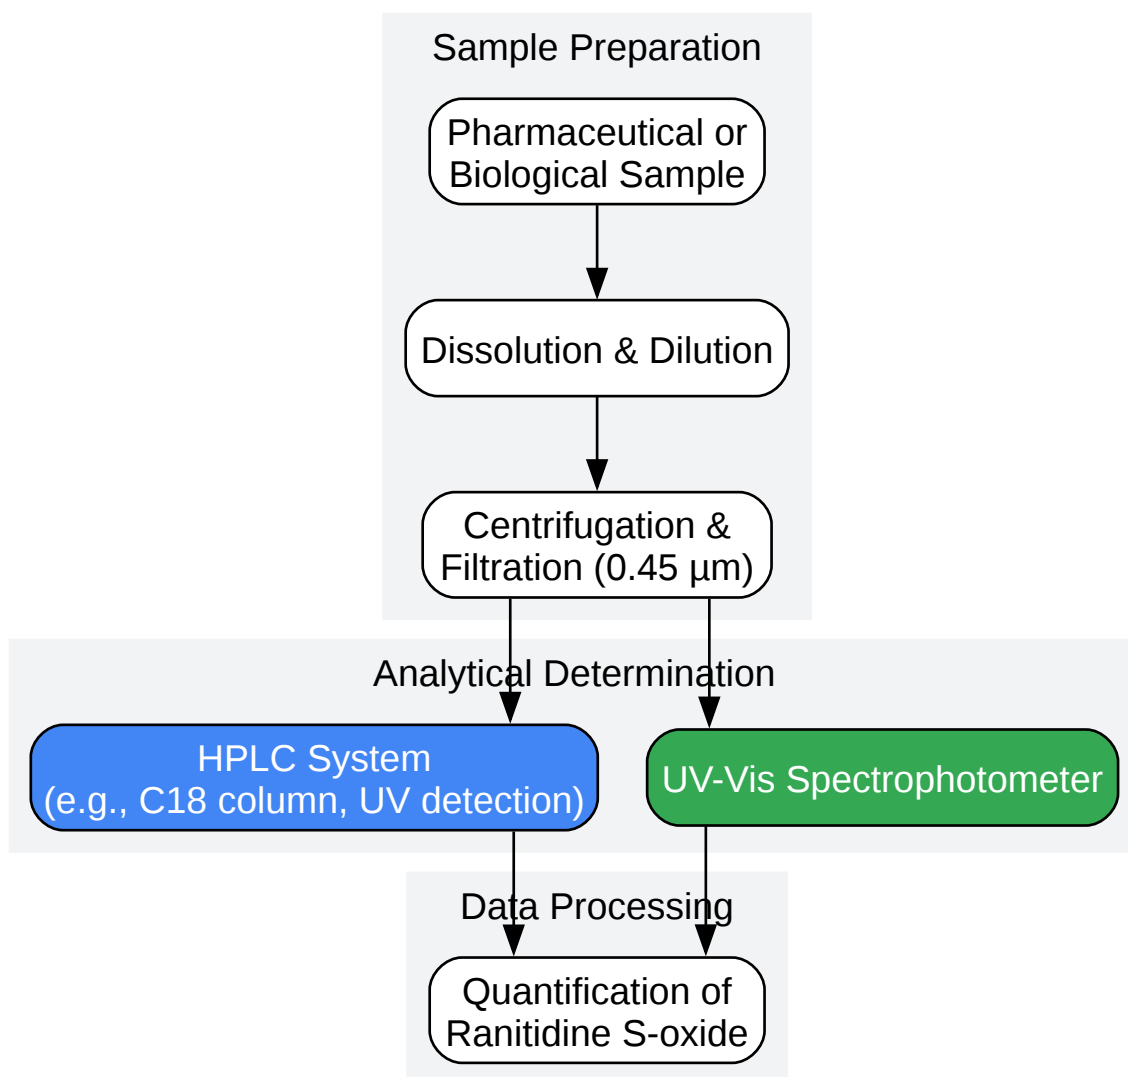 Sample Preparation
Pharmaceutical or
Biological Sample
Dissolution & Dilution
Centrifugation &
Filtration (0.45 µm)
Analytical Determination
HPLC System
(e.g., C18 column, UV detection)
UV-Vis Spectrophotometer
Data Processing
Quantification of
Ranitidine S-oxide